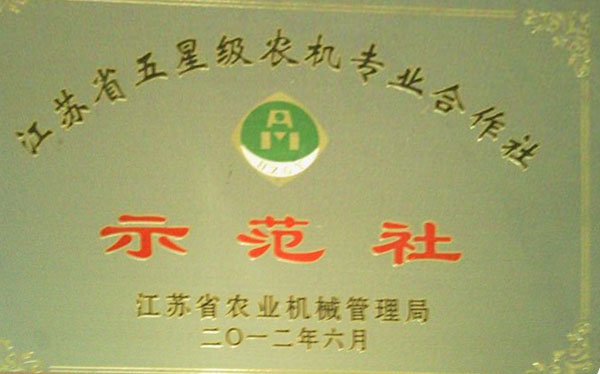 江苏省五星级农机专业合作社
AM
示范社
江苏省农业机械管理局
二〇一二年六月